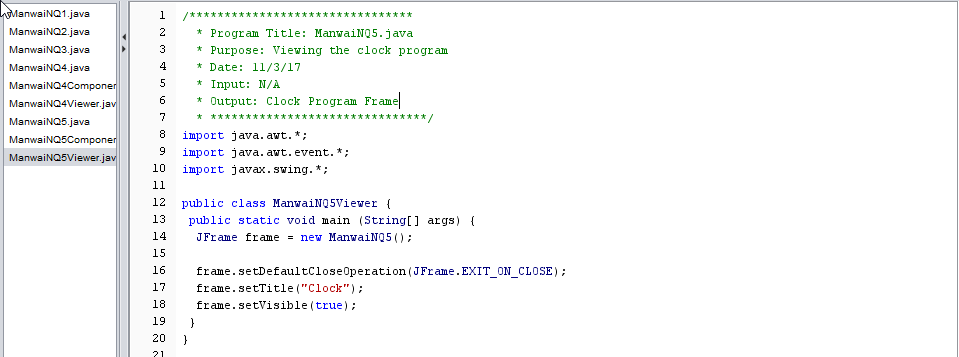 ManwaiNQ1.java
ManwaiNQ2.java
ManwaiNQ3.java
ManwaiNQ4.java
ManwaiNQ4Componer
ManwaiNQ4Viewer.jav
ManwaiNQ5.java
ManwaiNQ5Componer
ManwaiNQ5Viewer.jav
1 /********************************
2 * Program Title: ManwaiNQ5.java
3 * Purpose: Viewing the clock program
4 * Date: 11/3/17
5 * Input: N/A
6 * Output: Clock Program Frame
7 * *******************************/
8 import java.awt.*;
9 import java.awt.event.*;
10 import javax.swing.*;
11
12 public class ManwaiNQ5Viewer {
13 public static void main (String[] args) {
14 JFrame frame = new ManwaiNQ5();
15
16 frame.setDefaultCloseOperation(JFrame.EXIT_ON_CLOSE);
17 frame.setTitle("Clock");
18 frame.setVisible(true);
19 }
20 }
21